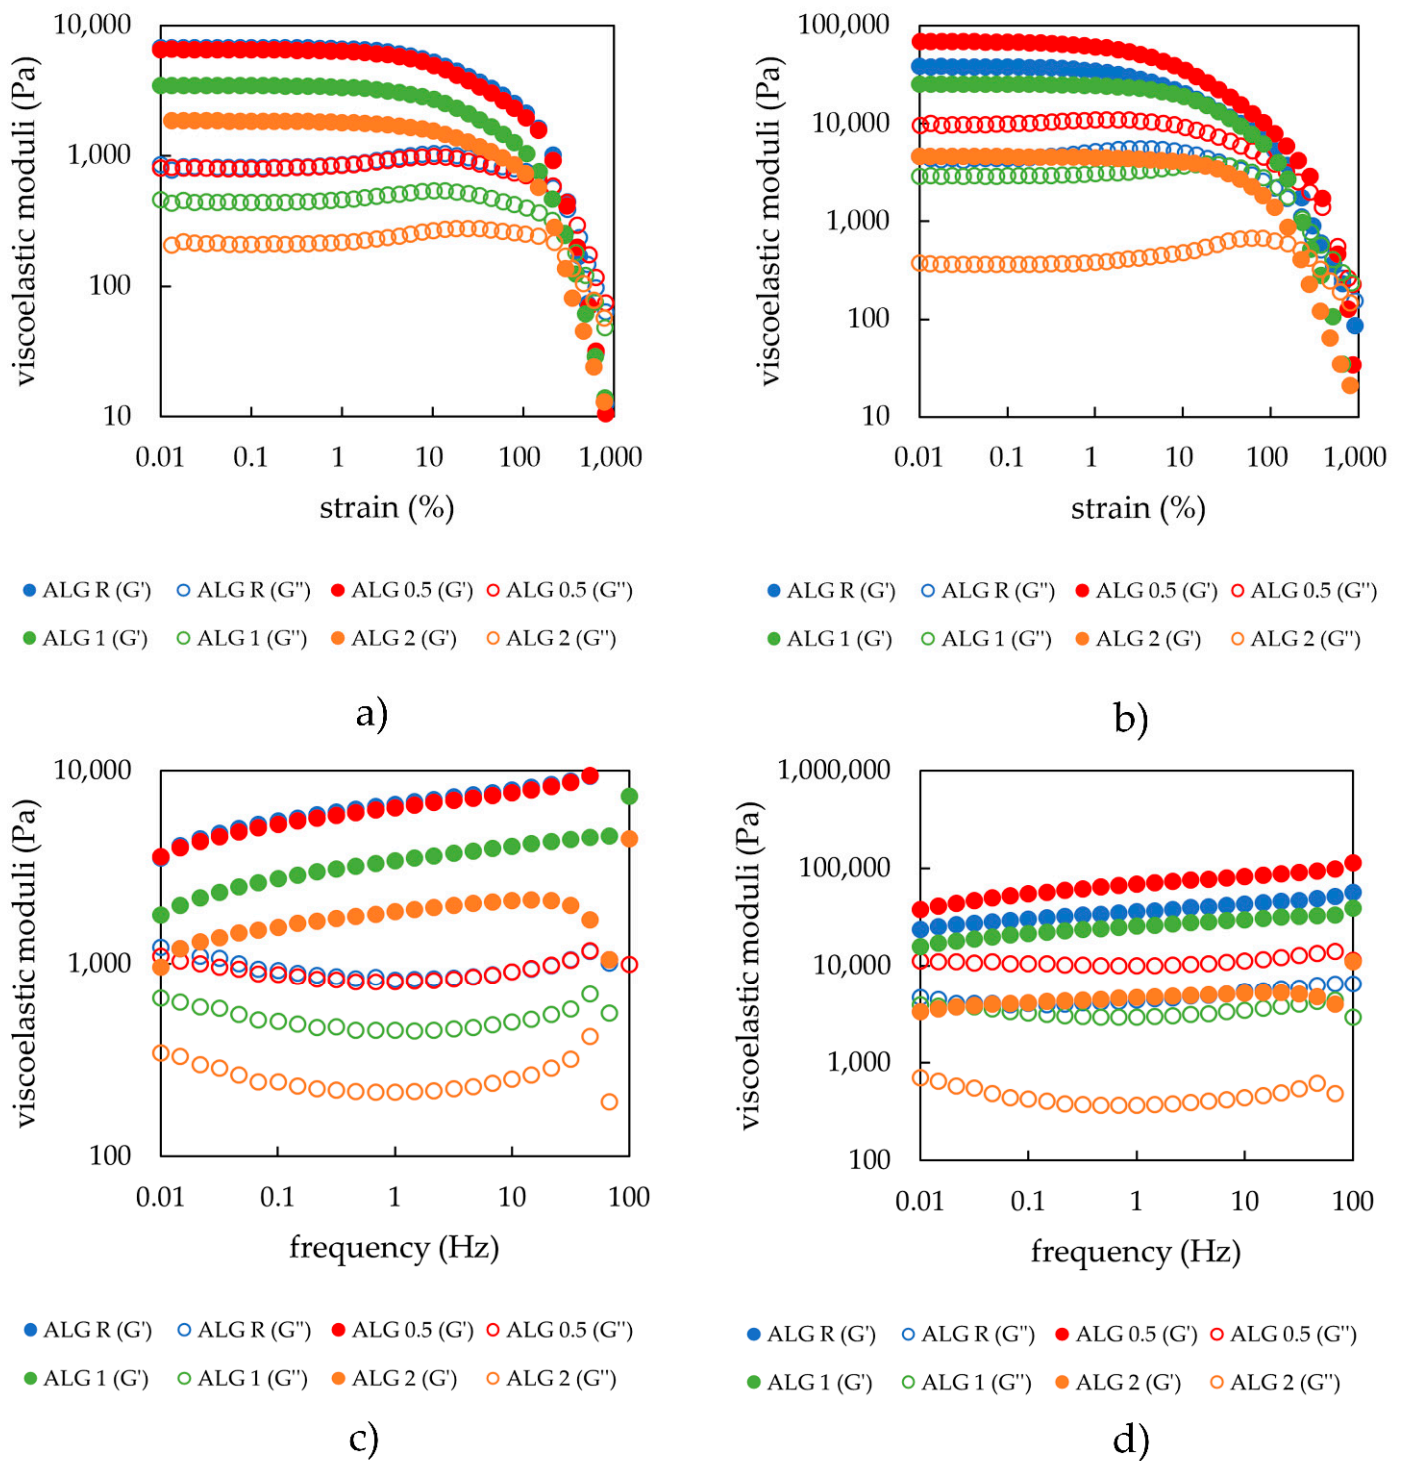 10,000
1,000
100
10
viscoelastic moduli (Pa)
0.01 0.1 1 10 100 1,000
strain (%)
ALG R (G') ALG R (G'') ALG 0.5 (G') ALG 0.5 (G'')
ALG 1 (G') ALG 1 (G'') ALG 2 (G') ALG 2 (G'')
a)
100,000
10,000
1,000
100
10
viscoelastic moduli (Pa)
0.01 0.1 1 10 100 1,000
strain (%)
ALG R (G') ALG R (G'') ALG 0.5 (G') ALG 0.5 (G'')
ALG 1 (G') ALG 1 (G'') ALG 2 (G') ALG 2 (G'')
b)
10,000
1,000
100
viscoelastic moduli (Pa)
0.01 0.1 1 10 100
frequency (Hz)
ALG R (G') ALG R (G'') ALG 0.5 (G') ALG 0.5 (G'')
ALG 1 (G') ALG 1 (G'') ALG 2 (G') ALG 2 (G'')
c)
1,000,000
100,000
10,000
1,000
100
viscoelastic moduli (Pa)
0.01 0.1 1 10 100
frequency (Hz)
ALG R (G') ALG R (G'') ALG 0.5 (G') ALG 0.5 (G'')
ALG 1 (G') ALG 1 (G'') ALG 2 (G') ALG 2 (G'')
d)